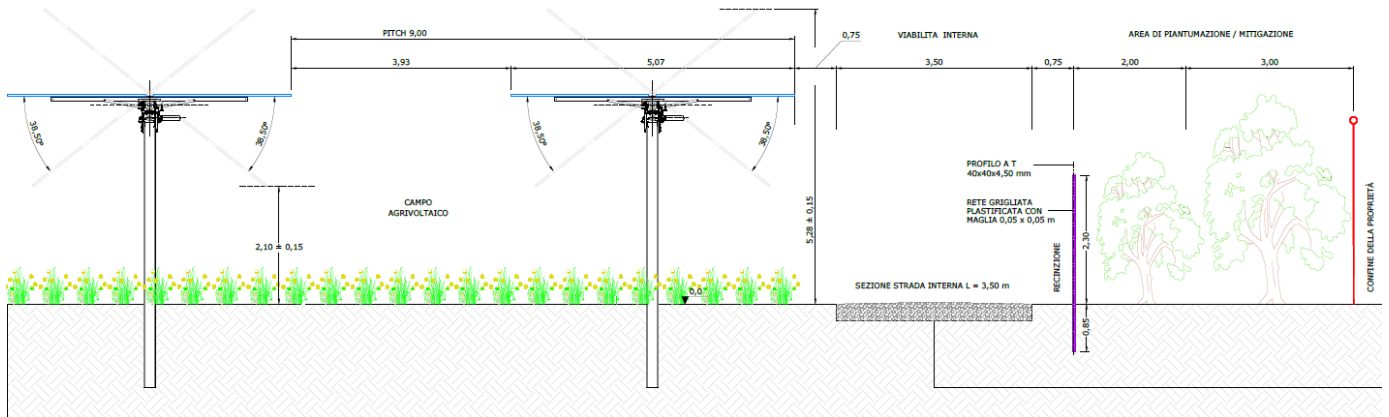 PITCH 9,00
0,75
VIABILITA INTERNA
AREA DI PIANTUMAZIONE / MITIGAZIONE
3,93
5,07
3,50
0,75
2,00
3,00
38,50°
38,50°
38,50°
38,50°
PROFILO A T
40x40x4,50 mm
CAMPO
AGRIVOLTAICO
RETE GRIGLIATA
PLASTIFICATA CON
MAGLIA 0,05 x 0,05 m
2,10 ± 0,15
5,28 ± 0,15
2,30
RECINZIONE
CONFINE DELLA PROPRIETÀ
SEZIONE STRADA INTERNA L = 3,50 m
0,0
0,85